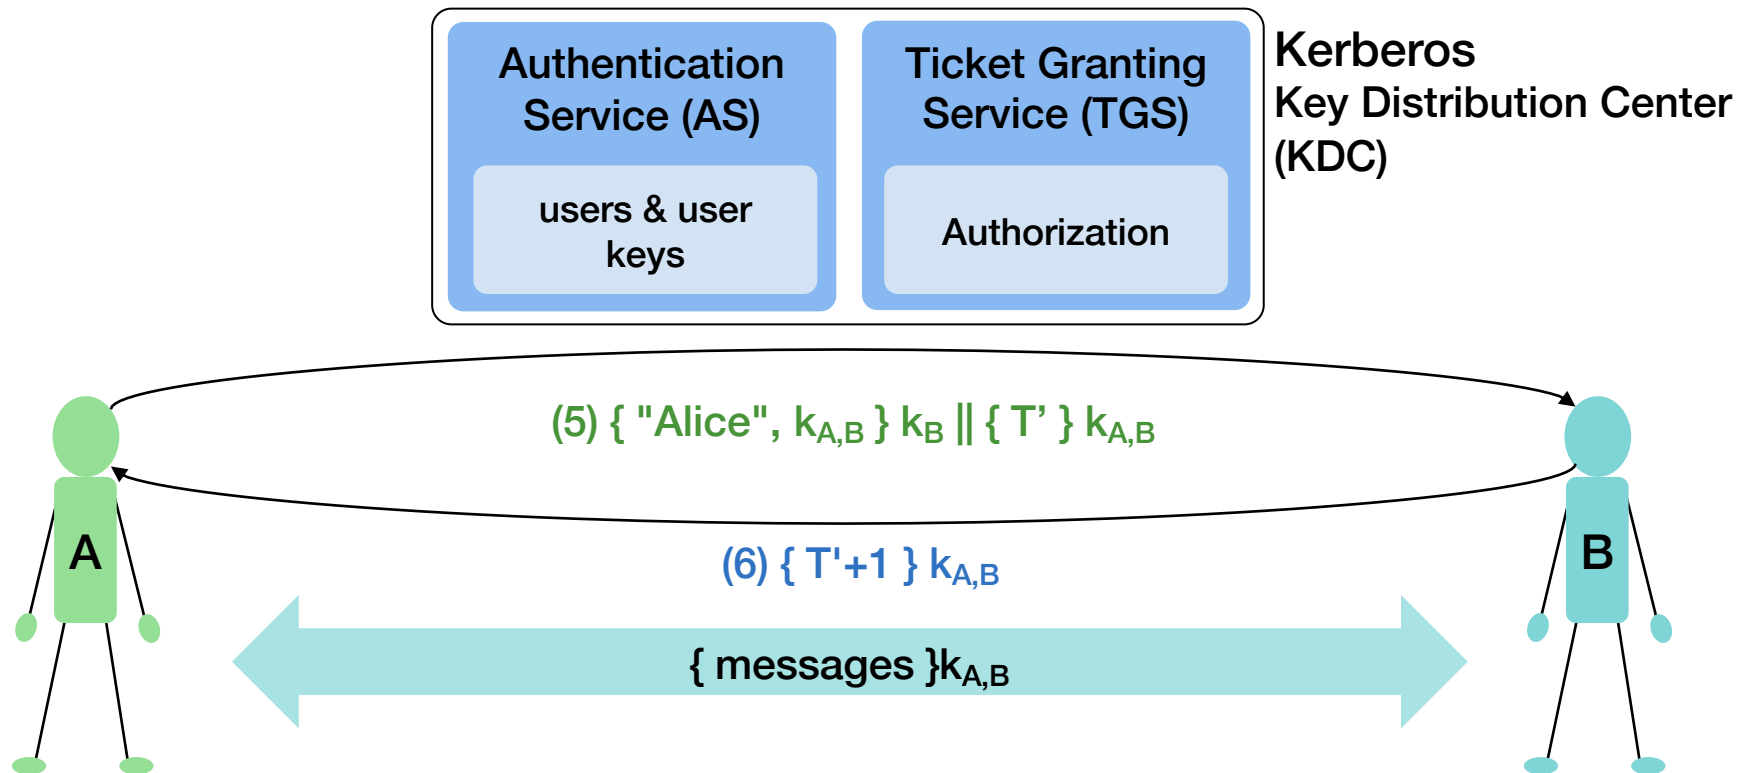 Authentication
Service (AS)
users & user
keys
Ticket Granting
Service (TGS)
Authorization
Kerberos
Key Distribution Center
(KDC)
(5) { "Alice", kA,B } kB || { T’ } kA,B
(6) { T'+1 } kA,B
A
B
{ messages }kA,B